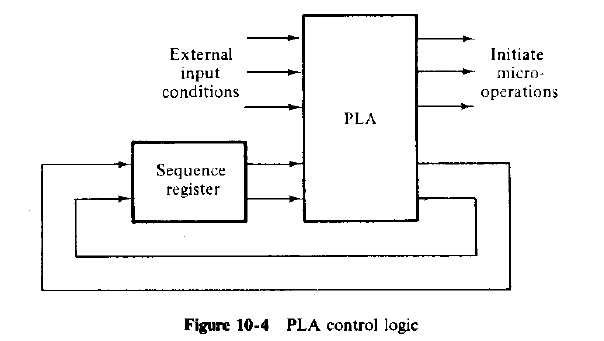 External
input
conditions
Initiate
micro-
operations
PLA
Sequence
register
Figure 10-4 PLA control logic